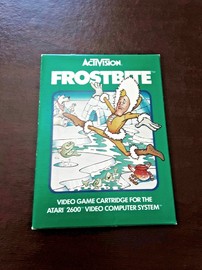 ACTIVISION
FROSTBITE
VIDEO GAME CARTRIDGE FOR THE
ATARI 2600™ VIDEO COMPUTER SYSTEM™